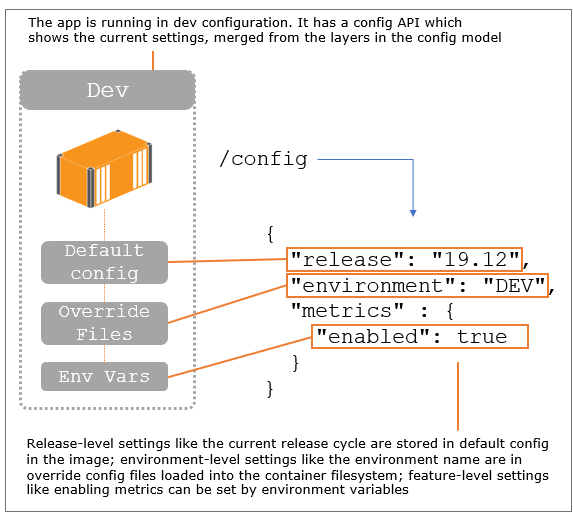 The app is running in dev configuration. It has a config API which
shows the current settings, merged from the layers in the config model
Dev
/config
Default
config
Override
Files
Env Vars
{
"release": "19.12",
"environment": "DEV",
"metrics" : {
"enabled": true
}
}
Release-level settings like the current release cycle are stored in default config
in the image; environment-level settings like the environment name are in
override config files loaded into the container filesystem; feature-level settings
like enabling metrics can be set by environment variables